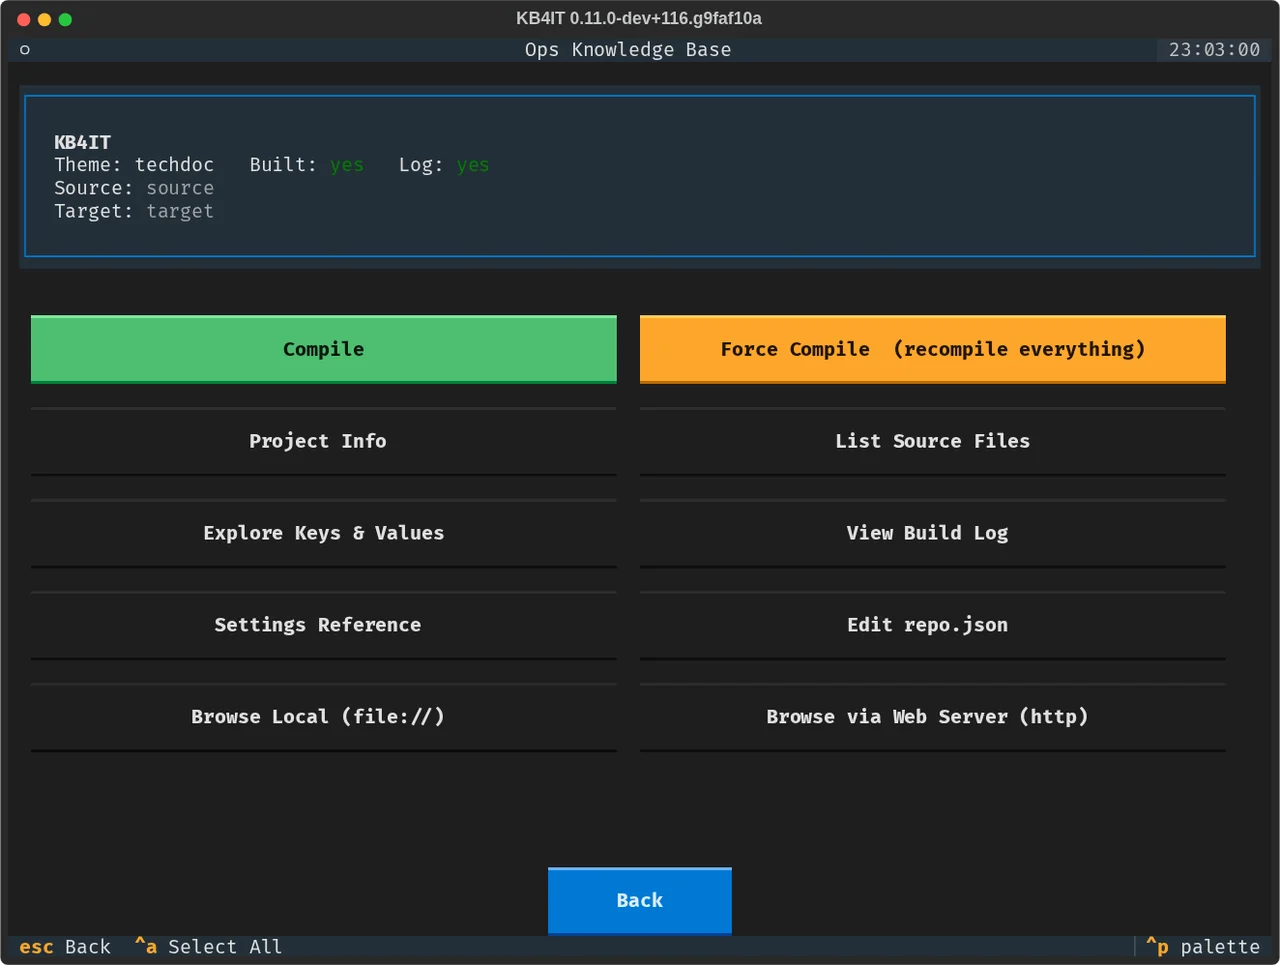 KB4IT 0.11.0-dev+116.g9faf10a
O Ops Knowledge Base 23:03:00
KB4IT
Theme: techdoc Built: yes Log: yes
Source: source
Target: target
Compile Force Compile (recompile everything)
Project Info List Source Files
Explore Keys & Values View Build Log
Settings Reference Edit repo.json
Browse Local (file://) Browse via Web Server (http)
Back
esc Back ^a Select All ^p palette